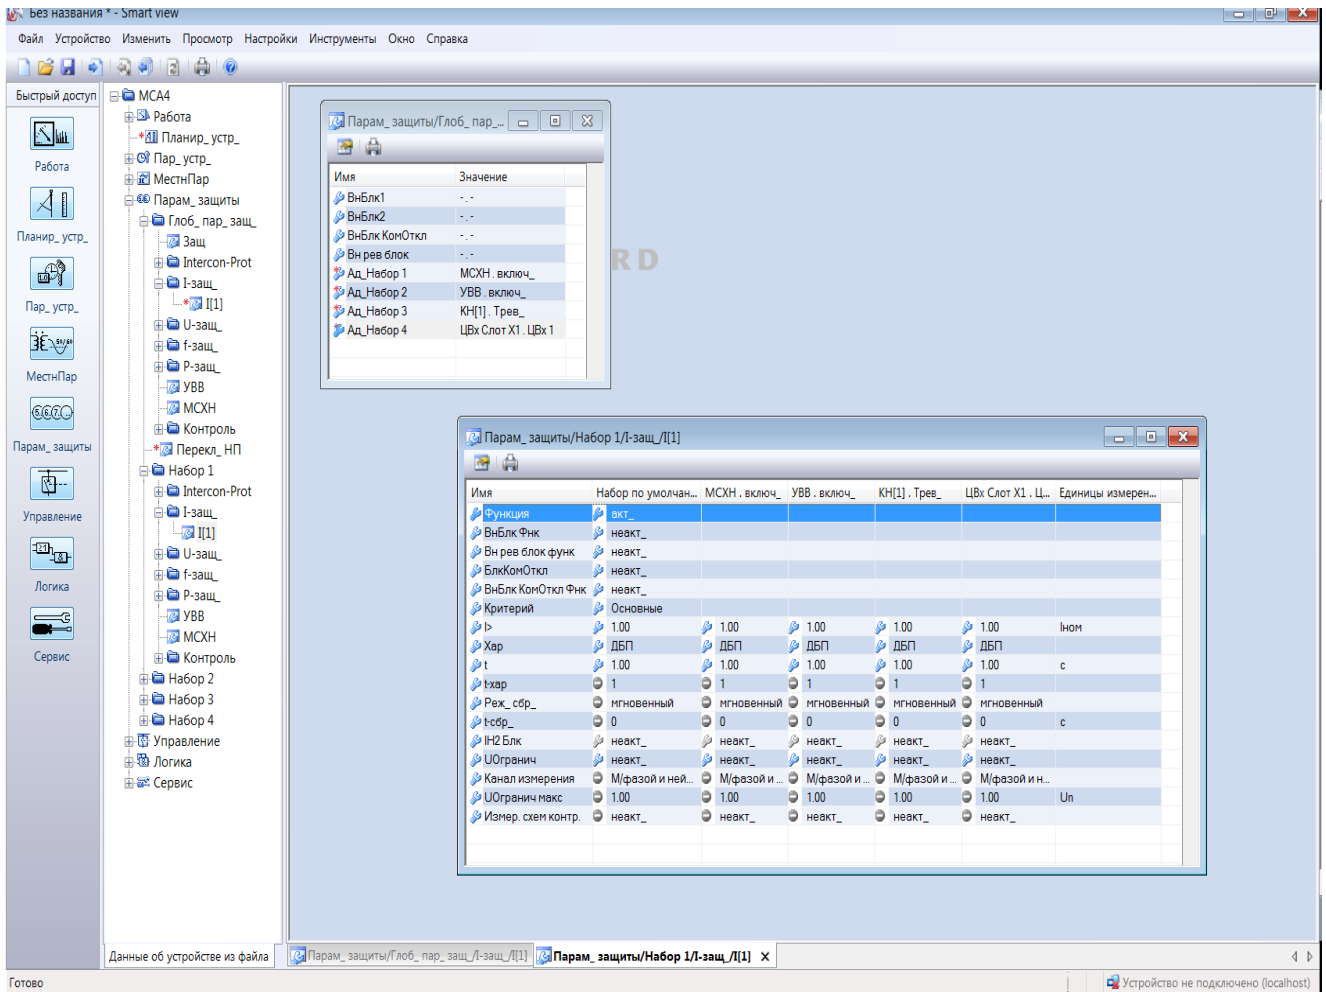 Без названия * - Smart view
Файл Устройство Изменить Просмотр Настройки Инструменты Окно Справка
Быстрый доступ
Работа
Планир_ устр_
Пар_ устр_
МестнПар
Парам_ защиты
Управление
Логика
Сервис
MCA4
Работа
*Планир_ устр_
Пар_ устр_
МестнПар
Парам_ защиты
Глоб_ пар_ защ_
Защ
Intercon-Prot
I-защ_
* I[1]
U-защ_
f-защ_
P-защ_
УВВ
МСХН
Контроль
* Перекл_ НП
Набор 1
Intercon-Prot
I-защ_
I[1]
U-защ_
f-защ_
P-защ_
УВВ
МСХН
Контроль
Набор 2
Набор 3
Набор 4
Управление
Логика
Сервис
Данные об устройстве из файла
Парам_ защиты/Глоб_ пар_...
Имя Значение
ВнБлк1 -.-
ВнБлк2 -.-
ВнБлк КомОткл -.-
Вн рев блок -.-
Ад_Набор 1 МСХН . включ_
Ад_Набор 2 УВВ . включ_
Ад_Набор 3 КН[1] . Трев_
Ад_Набор 4 ЦВх Слот X1 . ЦВх 1
RD
Парам_ защиты/Набор 1/I-защ_/I[1]
Имя Набор по умолчан... МСХН . включ_ УВВ . включ_ КН[1] . Трев_ ЦВх Слот X1 . Ц... Единицы измерен...
Функция акт_
ВнБлк Фнк неакт_
Вн рев блок функ неакт_
БлкКомОткл неакт_
ВнБлк КомОткл Фнк неакт_
Критерий Основные
I> 1.00 1.00 1.00 1.00 1.00 Iном
Хар ДБП ДБП ДБП ДБП ДБП
t 1.00 1.00 1.00 1.00 1.00 с
t-хар 1 1 1 1 1
Реж_ сбр_ мгновенный мгновенный мгновенный мгновенный мгновенный
t-сбр_ 0 0 0 0 0 с
IH2 Блк неакт_ неакт_ неакт_ неакт_ неакт_
UОгранич неакт_ неакт_ неакт_ неакт_ неакт_
Канал измерения М/фазой и ней... М/фазой и ... М/фазой и ... М/фазой и ... М/фазой и н...
UОгранич макс 1.00 1.00 1.00 1.00 1.00 Un
Измер. схем контр. неакт_ неакт_ неакт_ неакт_ неакт_
Парам_ защиты/Глоб_ пар_ защ_/I-защ_/I[1] Парам_ защиты/Набор 1/I-защ_/I[1] X
Готово
Устройство не подключено (localhost)